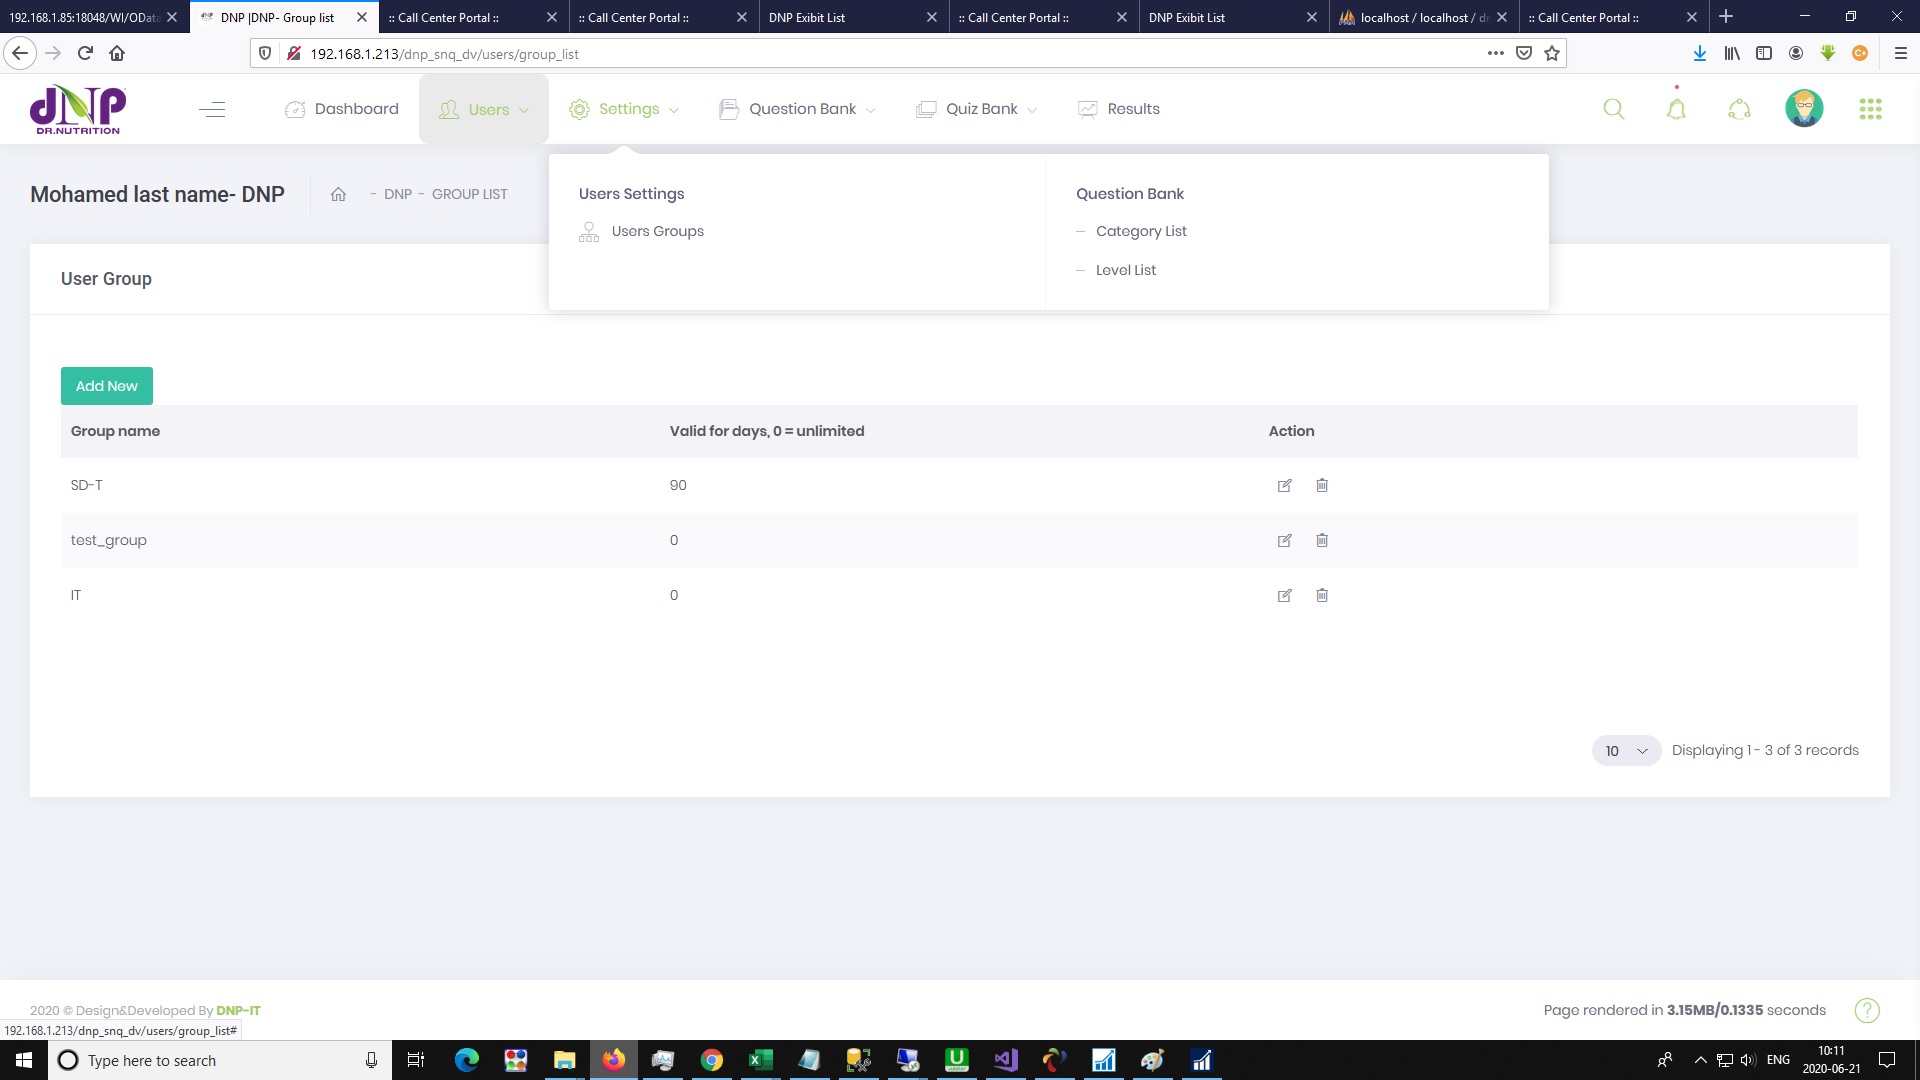 192.168.1.85:18048/WI/OData
DNP |DNP- Group list
:: Call Center Portal ::
:: Call Center Portal ::
DNP Exibit List
:: Call Center Portal ::
DNP Exibit List
localhost / localhost / dr
:: Call Center Portal ::
192.168.1.213/dnp_snq_dv/users/group_list
dNP
DR.NUTRITION
Dashboard
Users
Settings
Question Bank
Quiz Bank
Results
Mohamed last name- DNP
- DNP - GROUP LIST
Users Settings
Users Groups
Question Bank
Category List
Level List
User Group
Add New
Group name Valid for days, 0 = unlimited Action
SD-T 90
test_group 0
IT 0
10 Displaying 1 - 3 of 3 records
2020 © Design&Developed By DNP-IT
Page rendered in 3.15MB/0.1335 seconds
192.168.1.213/dnp_snq_dv/users/group_list#
Type here to search
ENG
10:11
2020-06-21